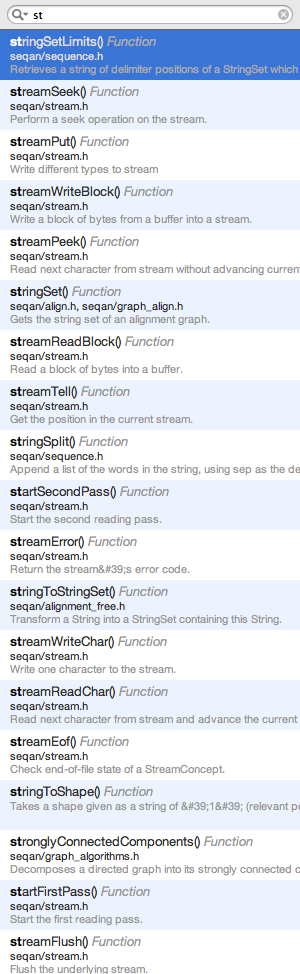 st
stringSetLimits() Function
seqan/sequence.h
Retrieves a string of delimiter positions of a StringSet which
streamSeek() Function
seqan/stream.h
Perform a seek operation on the stream.
streamPut() Function
seqan/stream.h
Write different types to stream
streamWriteBlock() Function
seqan/stream.h
Write a block of bytes from a buffer into a stream.
streamPeek() Function
seqan/stream.h
Read next character from stream without advancing current
stringSet() Function
seqan/align.h, seqan/graph_align.h
Gets the string set of an alignment graph.
streamReadBlock() Function
seqan/stream.h
Read a block of bytes into a buffer.
streamTell() Function
seqan/stream.h
Get the position in the current stream.
stringSplit() Function
seqan/sequence.h
Append a list of the words in the string, using sep as the de
startSecondPass() Function
seqan/stream.h
Start the second reading pass.
streamError() Function
seqan/stream.h
Return the stream&#39;s error code.
stringToStringSet() Function
seqan/alignment_free.h
Transform a String into a StringSet containing this String.
streamWriteChar() Function
seqan/stream.h
Write one character to the stream.
streamReadChar() Function
seqan/stream.h
Read next character from stream and advance the current
streamEof() Function
seqan/stream.h
Check end-of-file state of a StreamConcept.
stringToShape() Function
Takes a shape given as a string of &#39;1&#39; (relevant po
stronglyConnectedComponents() Function
seqan/graph_algorithms.h
Decomposes a directed graph into its strongly connected c
startFirstPass() Function
seqan/stream.h
Start the first reading pass.
streamFlush() Function
seqan/stream.h
Flush the underlying stream.